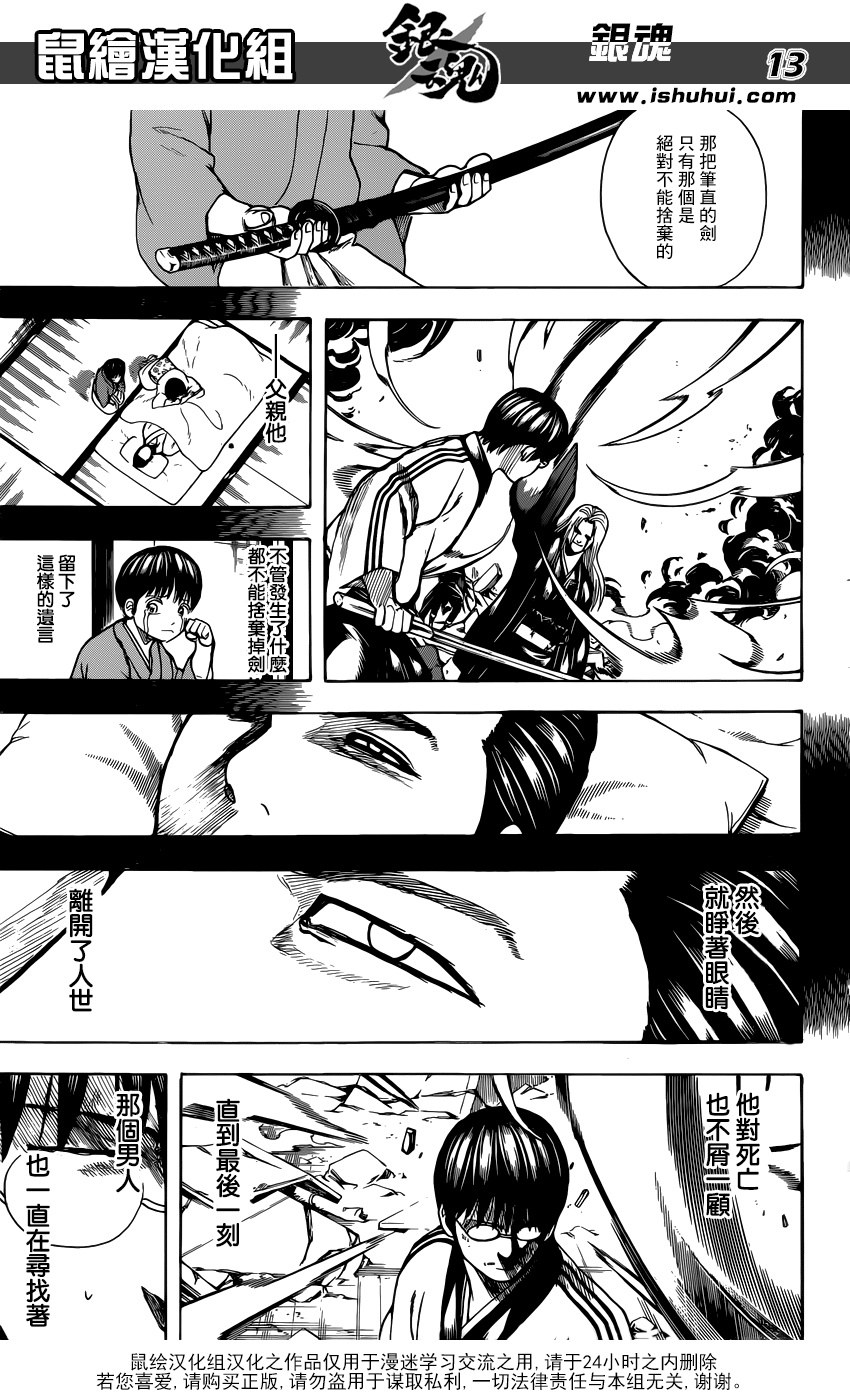 鼠繪漢化組
銀魂
銀魂
13
www.ishuhui.com
那把筆直的劍
只有那個是
絕對不能捨棄的
──父親他
不管發生了什麼
都不能捨棄掉劍‥
留下了
這樣的遺言
然後
就睜著眼睛
離開了人世
他對死亡
也不屑一顧
直到最後一刻
那個男人
也一直在尋找著
鼠绘汉化组汉化之作品仅用于漫迷学习交流之用,请于24小时之内删除
若您喜爱,请购买正版,请勿盗用于谋取私利,一切法律责任与本组无关,谢谢。